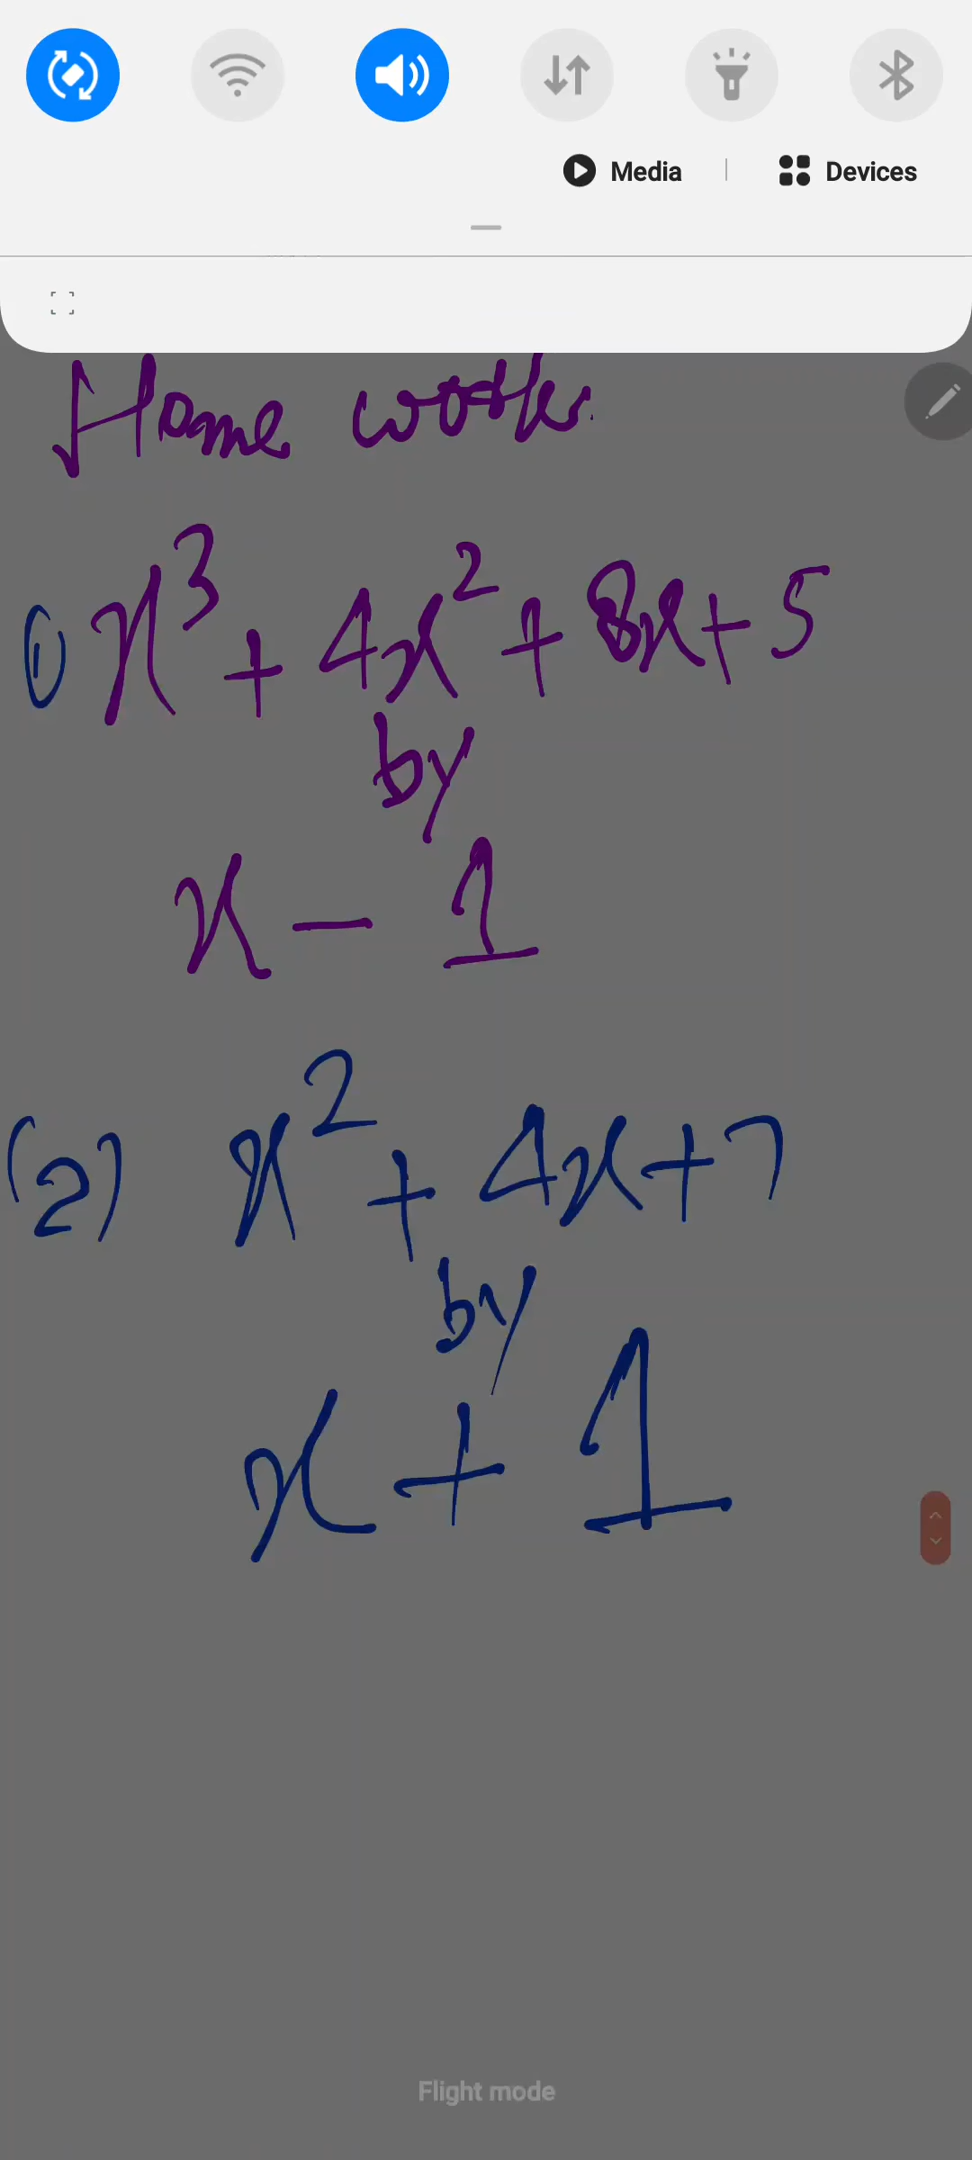 Media | Devices
Home work.
① x³ + 4x² + 8x + 5
by
x - 1
(2) x² + 4x + 7
by
x + 1
Flight mode